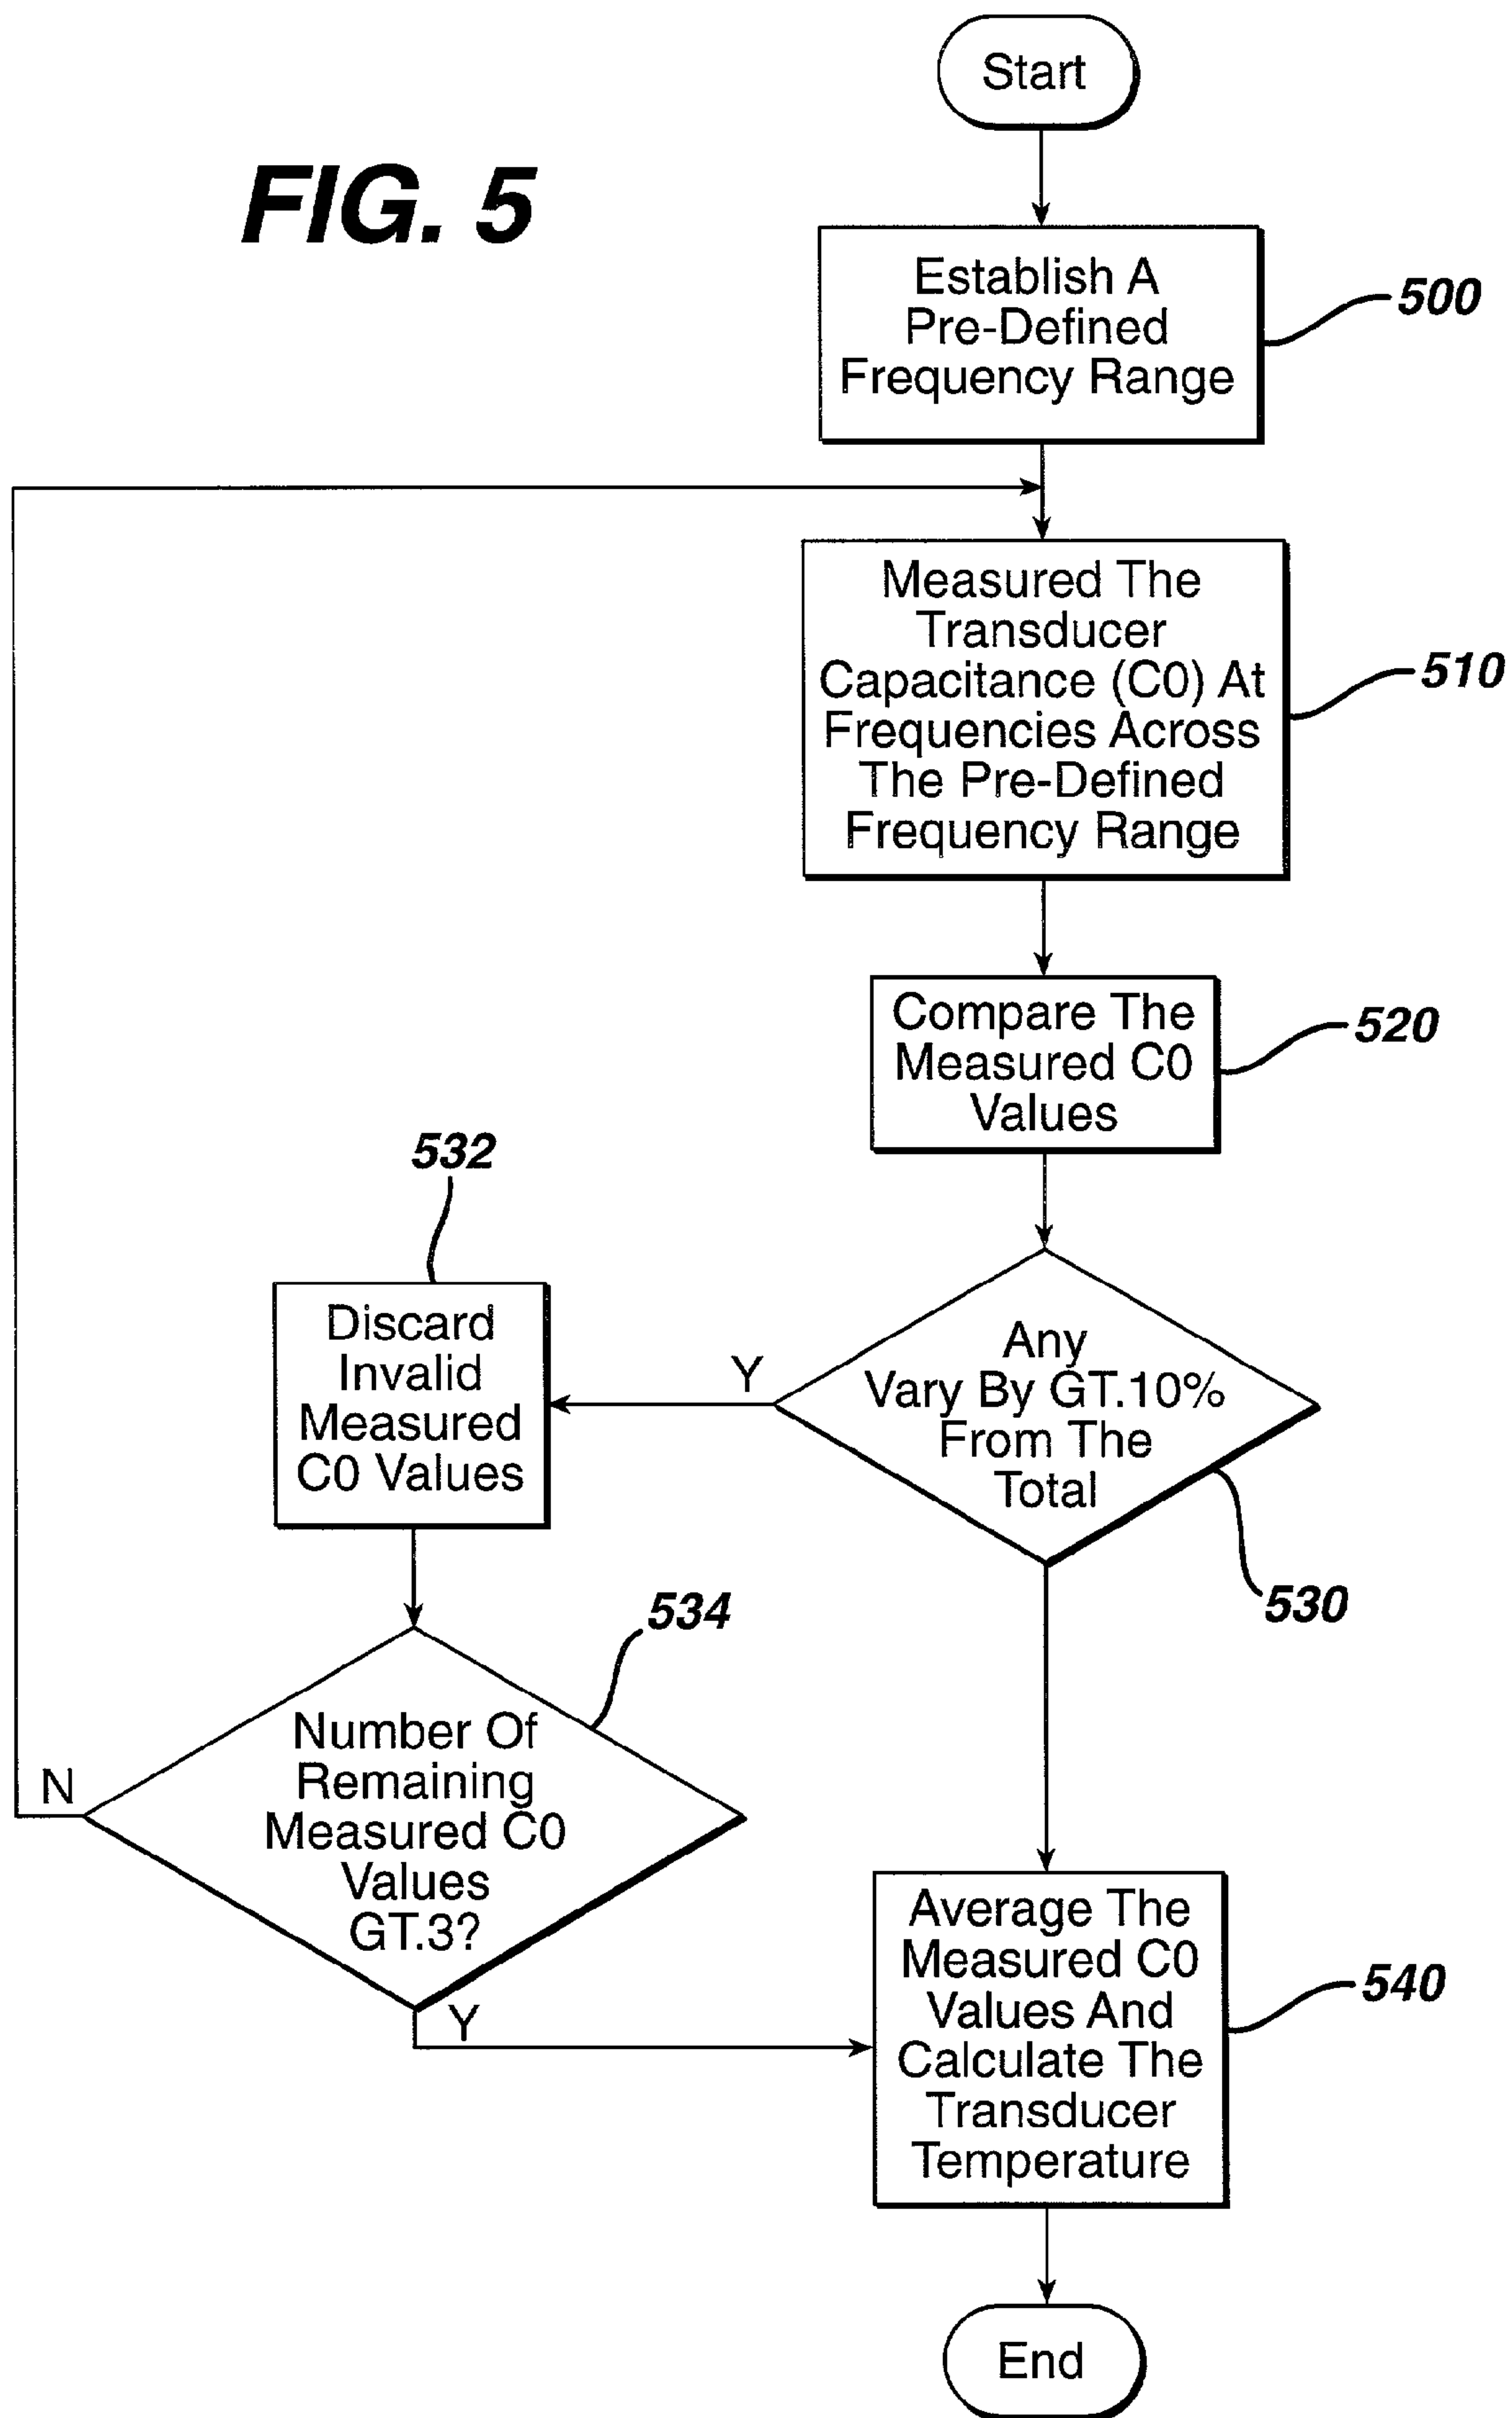 Start
FIG. 5
Establish A
Pre-Defined
Frequency Range
500
Measured The
Transducer
Capacitance (C0) At
Frequencies Across
The Pre-Defined
Frequency Range
510
Compare The
Measured C0
Values
520
532
Discard
Invalid
Measured
C0 Values
Y
Any
Vary By GT.10%
From The
Total
530
534
Number Of
Remaining
Measured C0
Values
GT.3?
N
Y
Average The
Measured C0
Values And
Calculate The
Transducer
Temperature
540
End